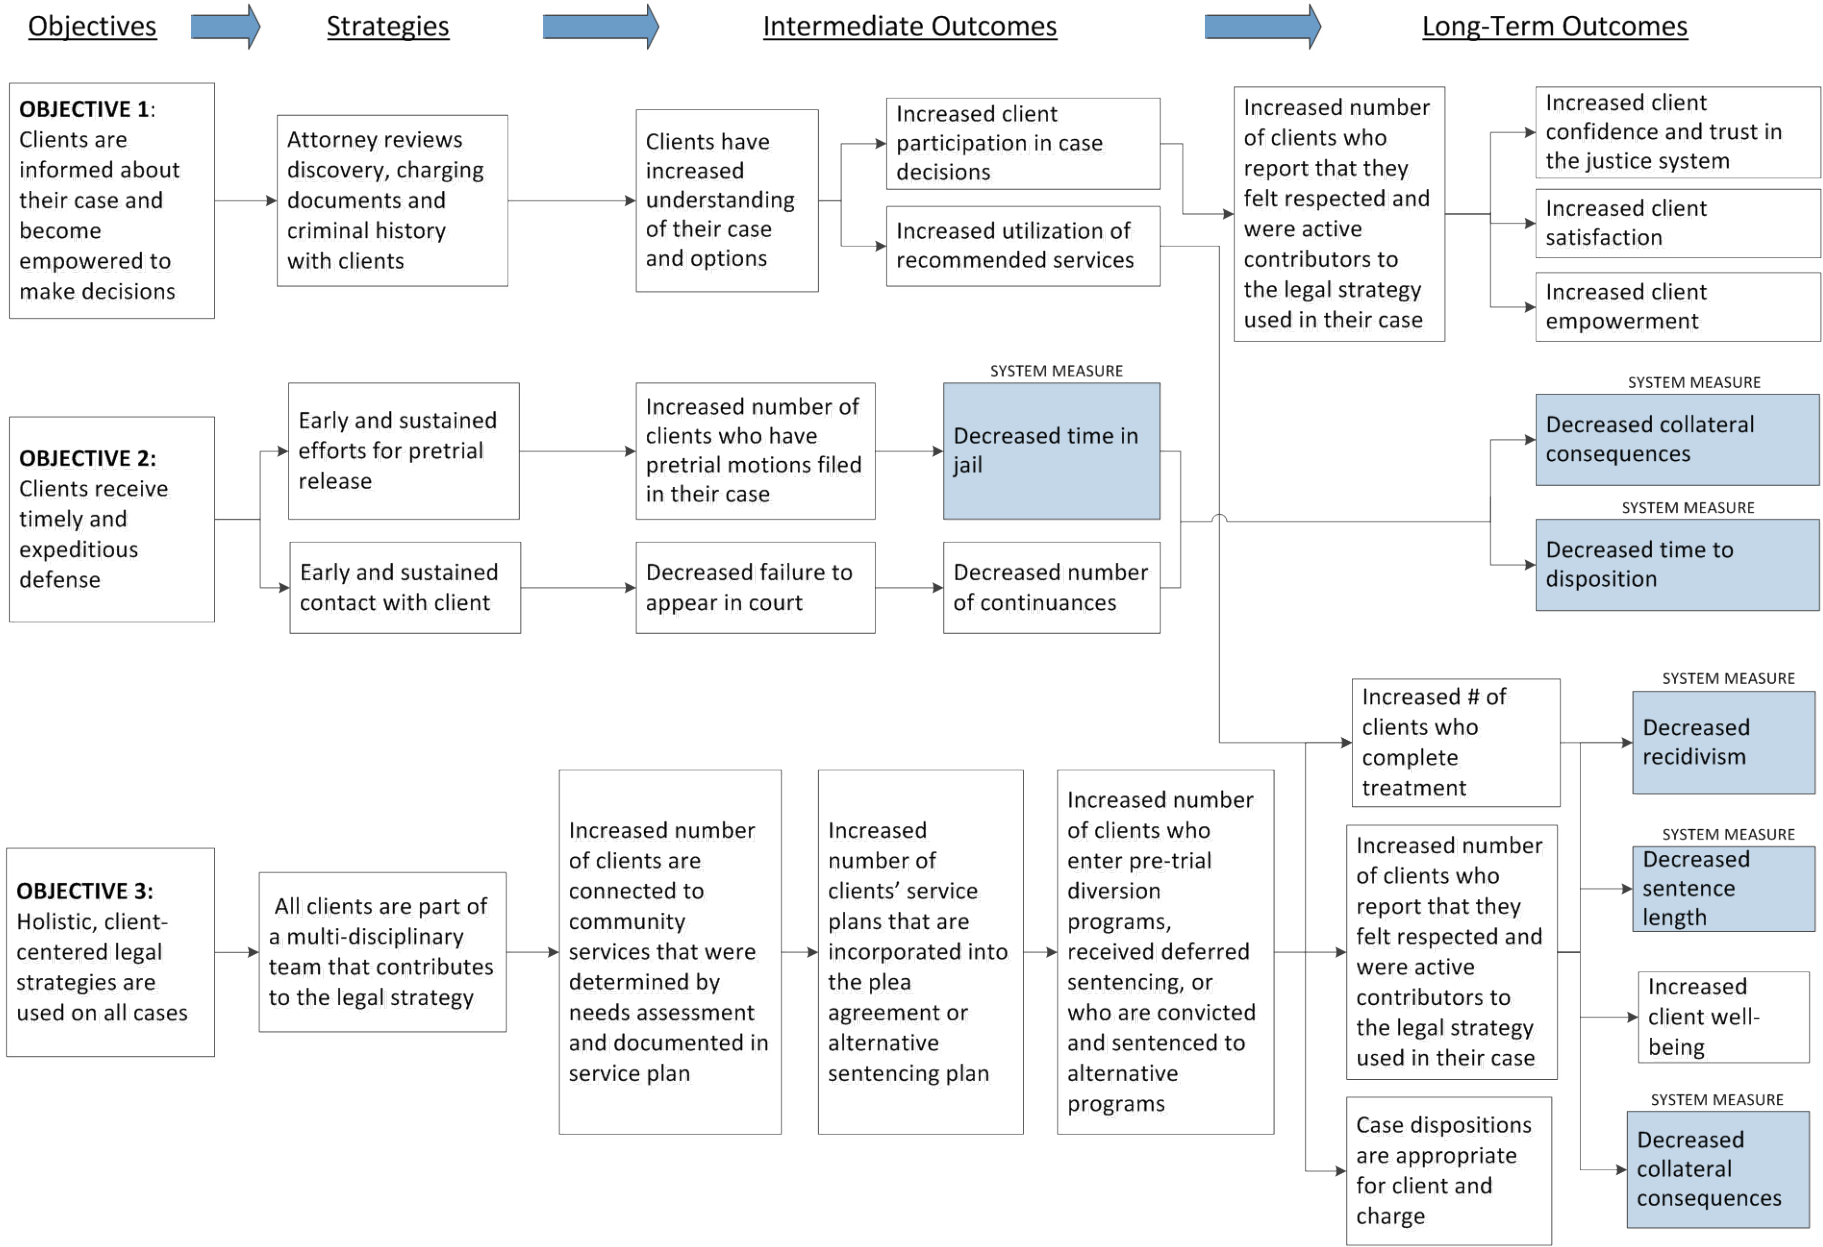 Objectives
Strategies
Intermediate Outcomes
Long-Term Outcomes
OBJECTIVE 1:
Clients are
informed about
their case and
become
empowered to
make decisions
Attorney reviews
discovery, charging
documents and
criminal history
with clients
Clients have
increased
understanding
of their case
and options
Increased client
participation in case
decisions
Increased utilization of
recommended services
Increased number
of clients who
report that they
felt respected and
were active
contributors to
the legal strategy
used in their case
Increased client
confidence and trust in
the justice system
Increased client
satisfaction
Increased client
empowerment
OBJECTIVE 2:
Clients receive
timely and
expeditious
defense
Early and sustained
efforts for pretrial
release
Increased number of
clients who have
pretrial motions filed
in their case
SYSTEM MEASURE
Decreased time in
jail
Early and sustained
contact with client
Decreased failure to
appear in court
Decreased number
of continuances
SYSTEM MEASURE
Decreased collateral
consequences
SYSTEM MEASURE
Decreased time to
disposition
OBJECTIVE 3:
Holistic, client-
centered legal
strategies are
used on all cases
All clients are part of
a multi-disciplinary
team that contributes
to the legal strategy
Increased number
of clients are
connected to
community
services that were
determined by
needs assessment
and documented in
service plan
Increased
number of
clients’ service
plans that are
incorporated into
the plea
agreement or
alternative
sentencing plan
Increased number
of clients who
enter pre-trial
diversion
programs,
received deferred
sentencing, or
who are convicted
and sentenced to
alternative
programs
Increased # of
clients who
complete
treatment
Increased number
of clients who
report that they
felt respected and
were active
contributors to
the legal strategy
used in their case
Case dispositions
are appropriate
for client and
charge
SYSTEM MEASURE
Decreased
recidivism
SYSTEM MEASURE
Decreased
sentence
length
Increased
client well-
being
SYSTEM MEASURE
Decreased
collateral
consequences